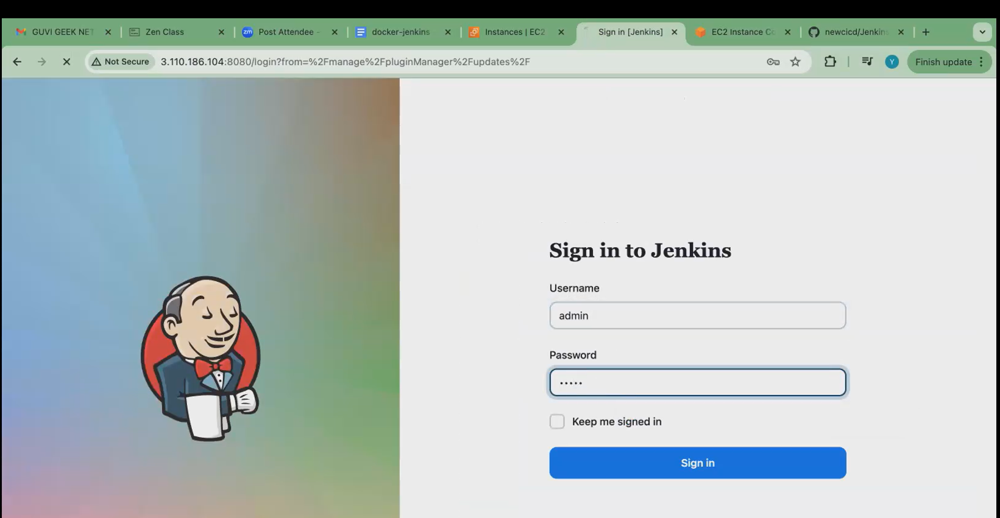 GUVI GEEK NET
Zen Class
zm Post Attendee -
docker-jenkins
Instances | EC2
Sign in [Jenkins]
EC2 Instance Co
newcicd/Jenkins
Not Secure 3.110.186.104:8080/login?from=%2Fmanage%2FpluginManager%2Fupdates%2F
Y
Finish update
Sign in to Jenkins
Username
admin
Password
•••••
Keep me signed in
Sign in